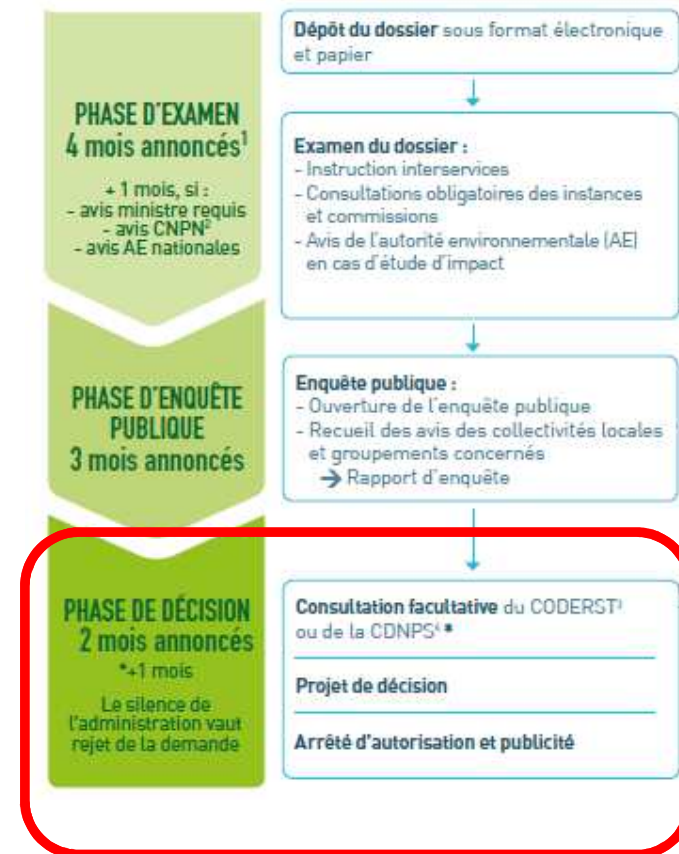 PHASE D'EXAMEN
4 mois annoncés¹
+ 1 mois, si :
- avis ministre requis
- avis CNPN²
- avis AE nationales
Dépôt du dossier sous format électronique
et papier
Examen du dossier :
- Instruction interservices
- Consultations obligatoires des instances
et commissions
- Avis de l'autorité environnementale (AE)
en cas d'étude d'impact
PHASE D'ENQUÊTE
PUBLIQUE
3 mois annoncés
Enquête publique :
- Ouverture de l'enquête publique
- Recueil des avis des collectivités locales
et groupements concernés
→ Rapport d'enquête
PHASE DE DÉCISION
2 mois annoncés
*+1 mois
Le silence de
l'administration vaut
rejet de la demande
Consultation facultative du CODERST³
ou de la CDNPS⁴ *
Projet de décision
Arrêté d'autorisation et publicité